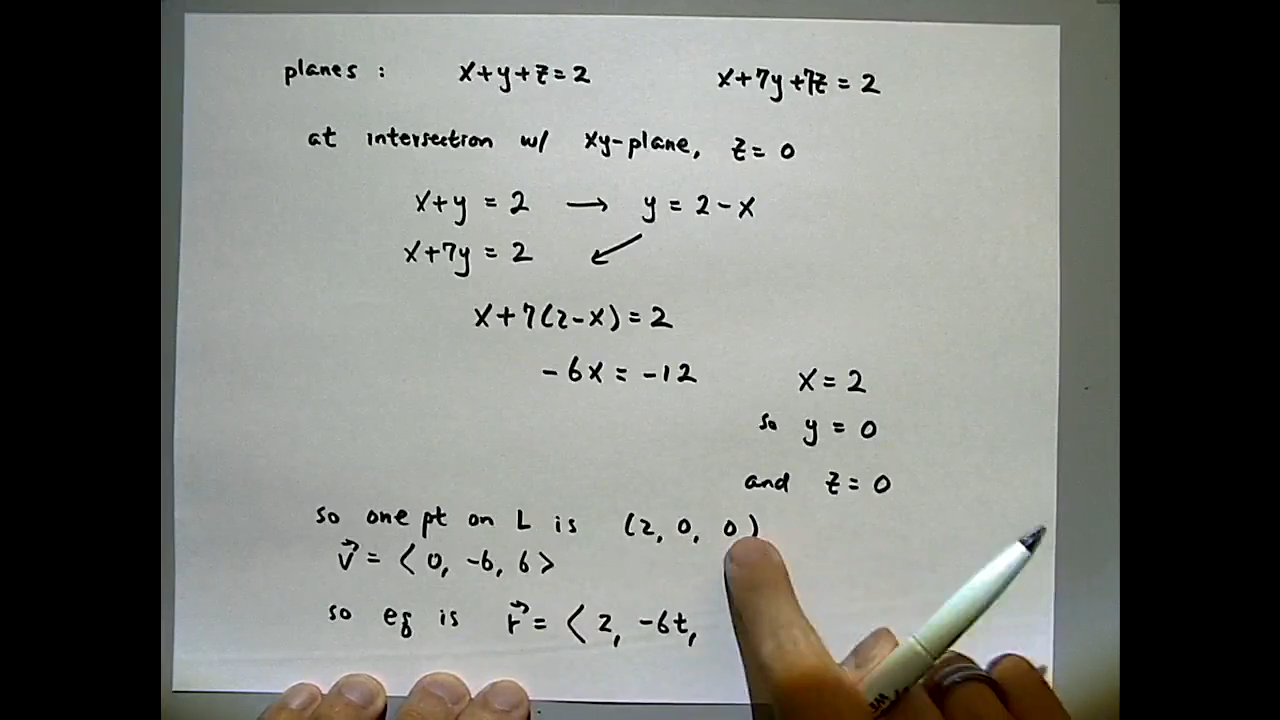 planes : x+y+z=2 x+7y+7z=2
at intersection w/ xy-plane, z=0
x+y=2 → y=2-x
x+7y=2
x+7(2-x)=2
-6x=-12 x=2
so y=0
and z=0
so one pt on L is (2, 0, 0)
v⃗=<0, -6, 6>
so eq is r⃗=<2, -6t,